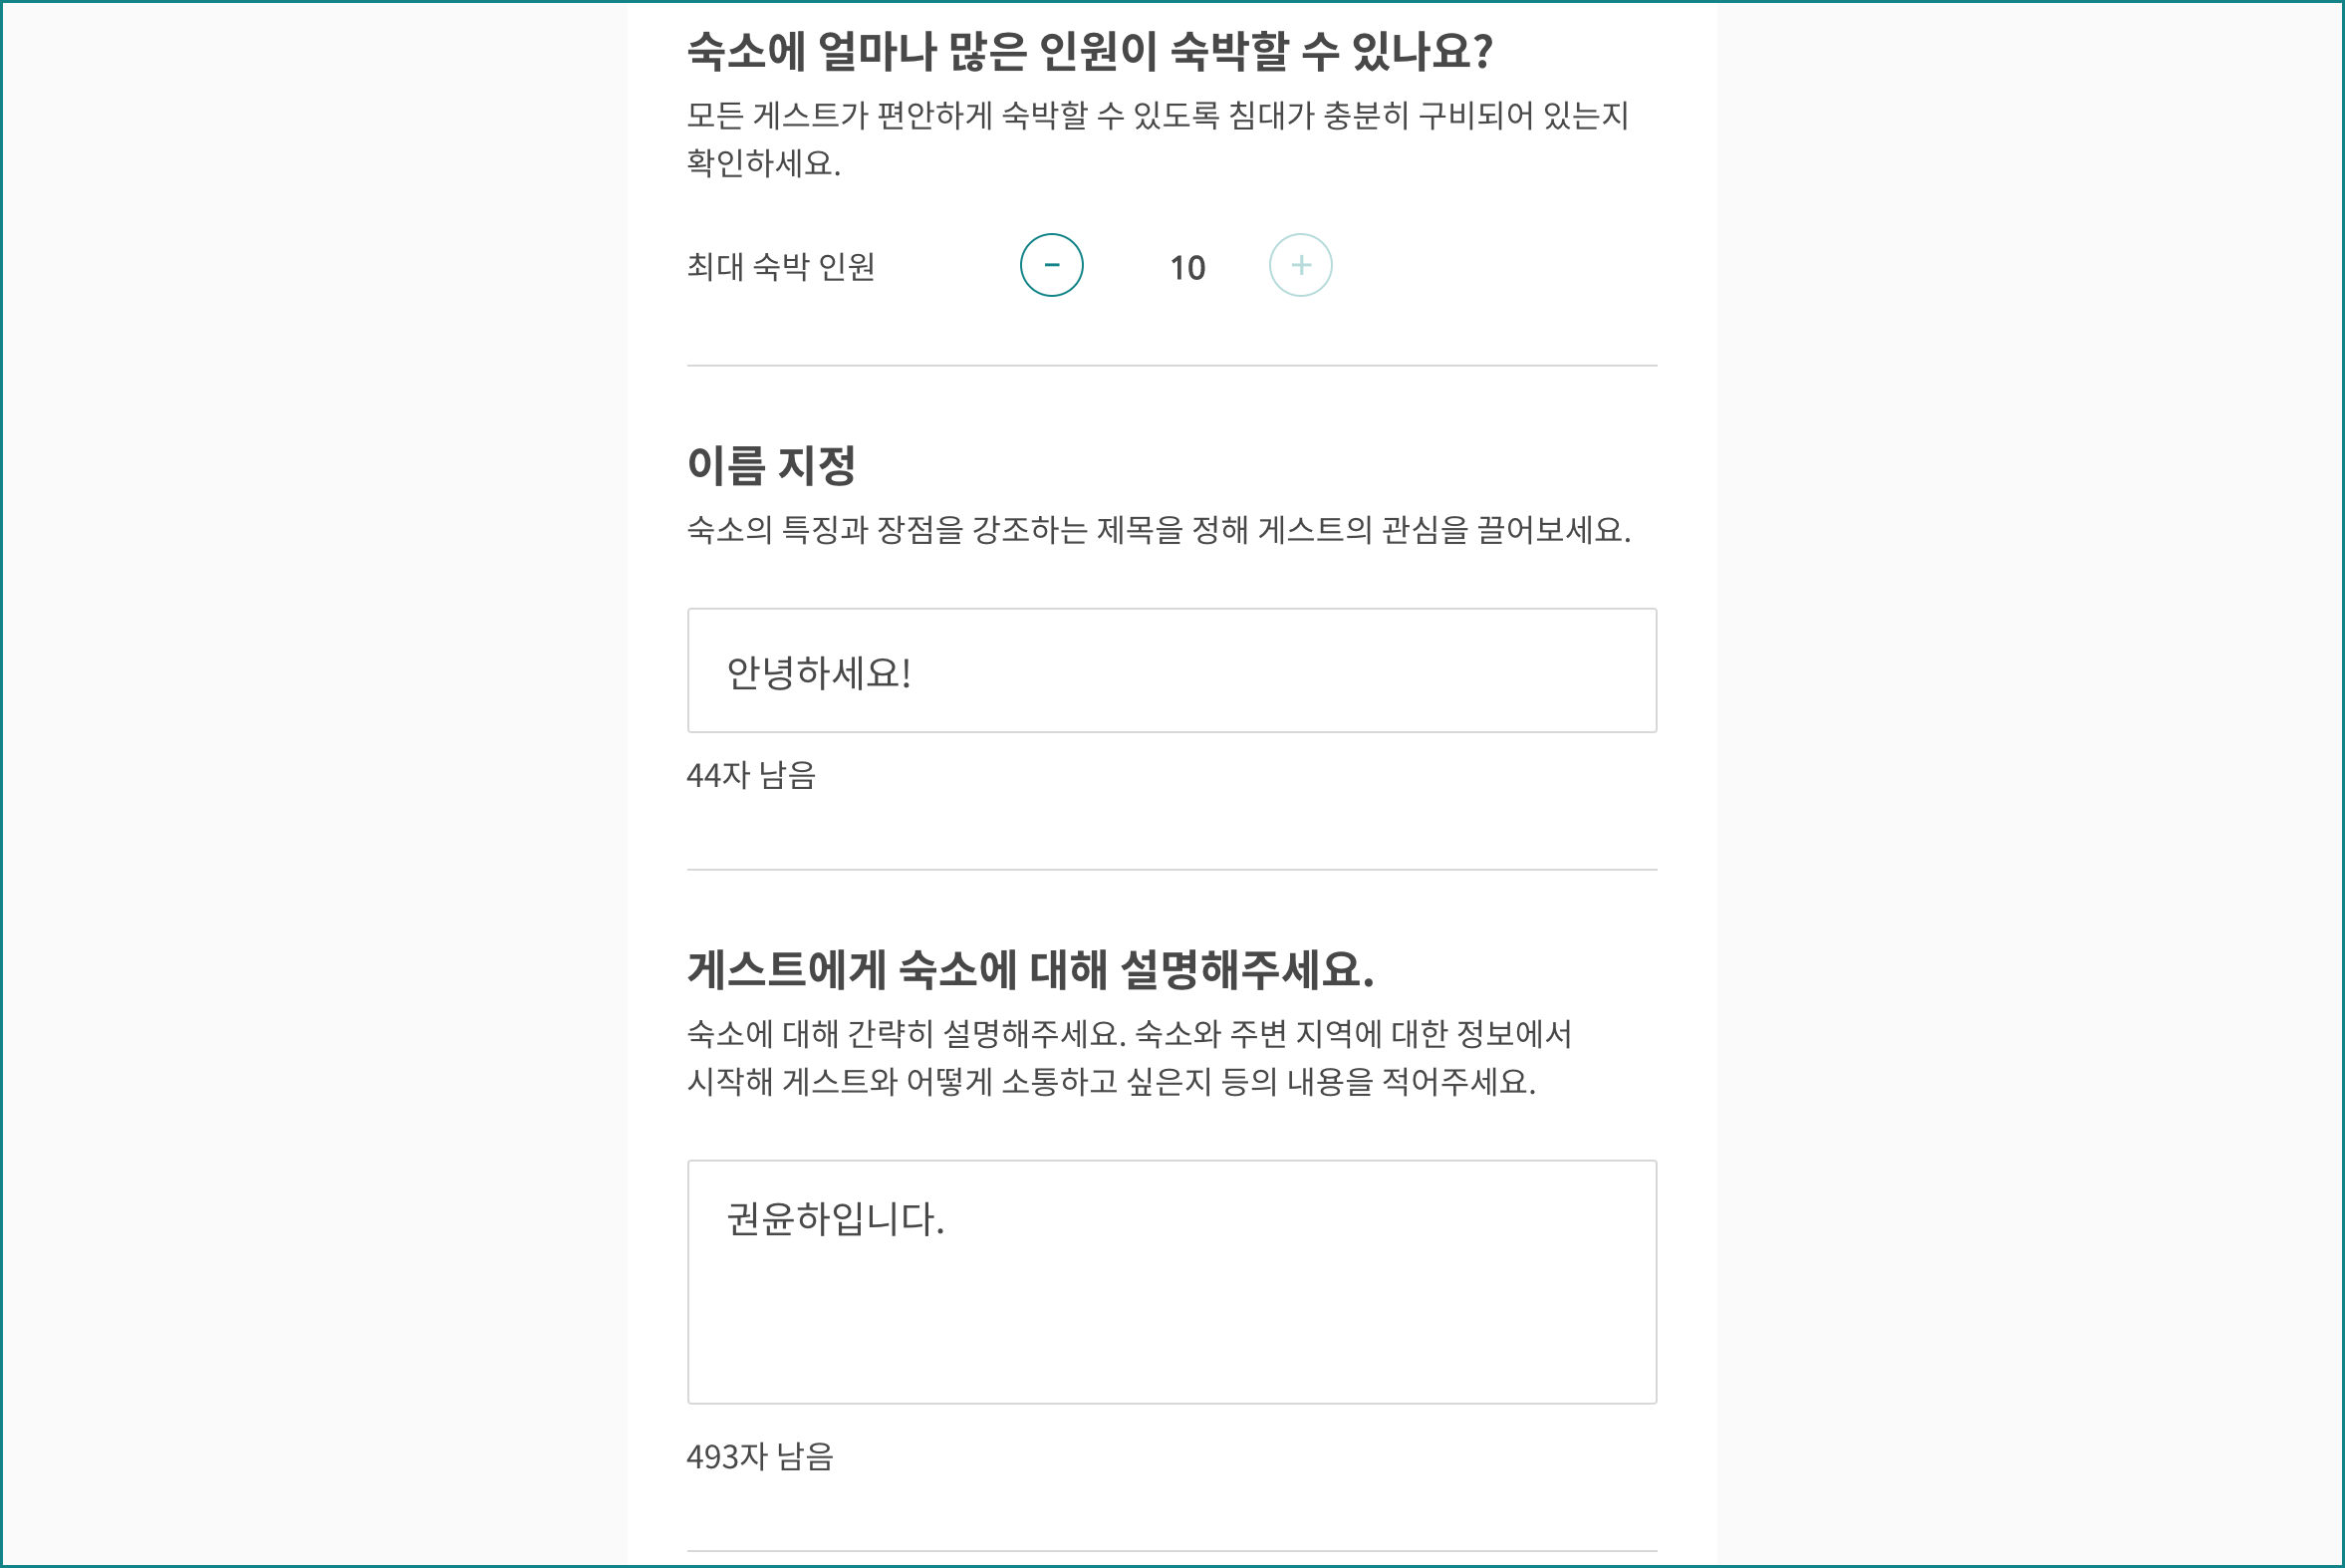 숙소에 얼마나 많은 인원이 숙박할 수 있나요?
모든 게스트가 편안하게 숙박할 수 있도록 침대가 충분히 구비되어 있는지
확인하세요.
최대 숙박 인원 - 10 +
이름 지정
숙소의 특징과 장점을 강조하는 제목을 정해 게스트의 관심을 끌어보세요.
안녕하세요!
44자 남음
게스트에게 숙소에 대해 설명해주세요.
숙소에 대해 간략히 설명해주세요. 숙소와 주변 지역에 대한 정보에서
시작해 게스트와 어떻게 소통하고 싶은지 등의 내용을 적어주세요.
권윤하입니다.
493자 남음